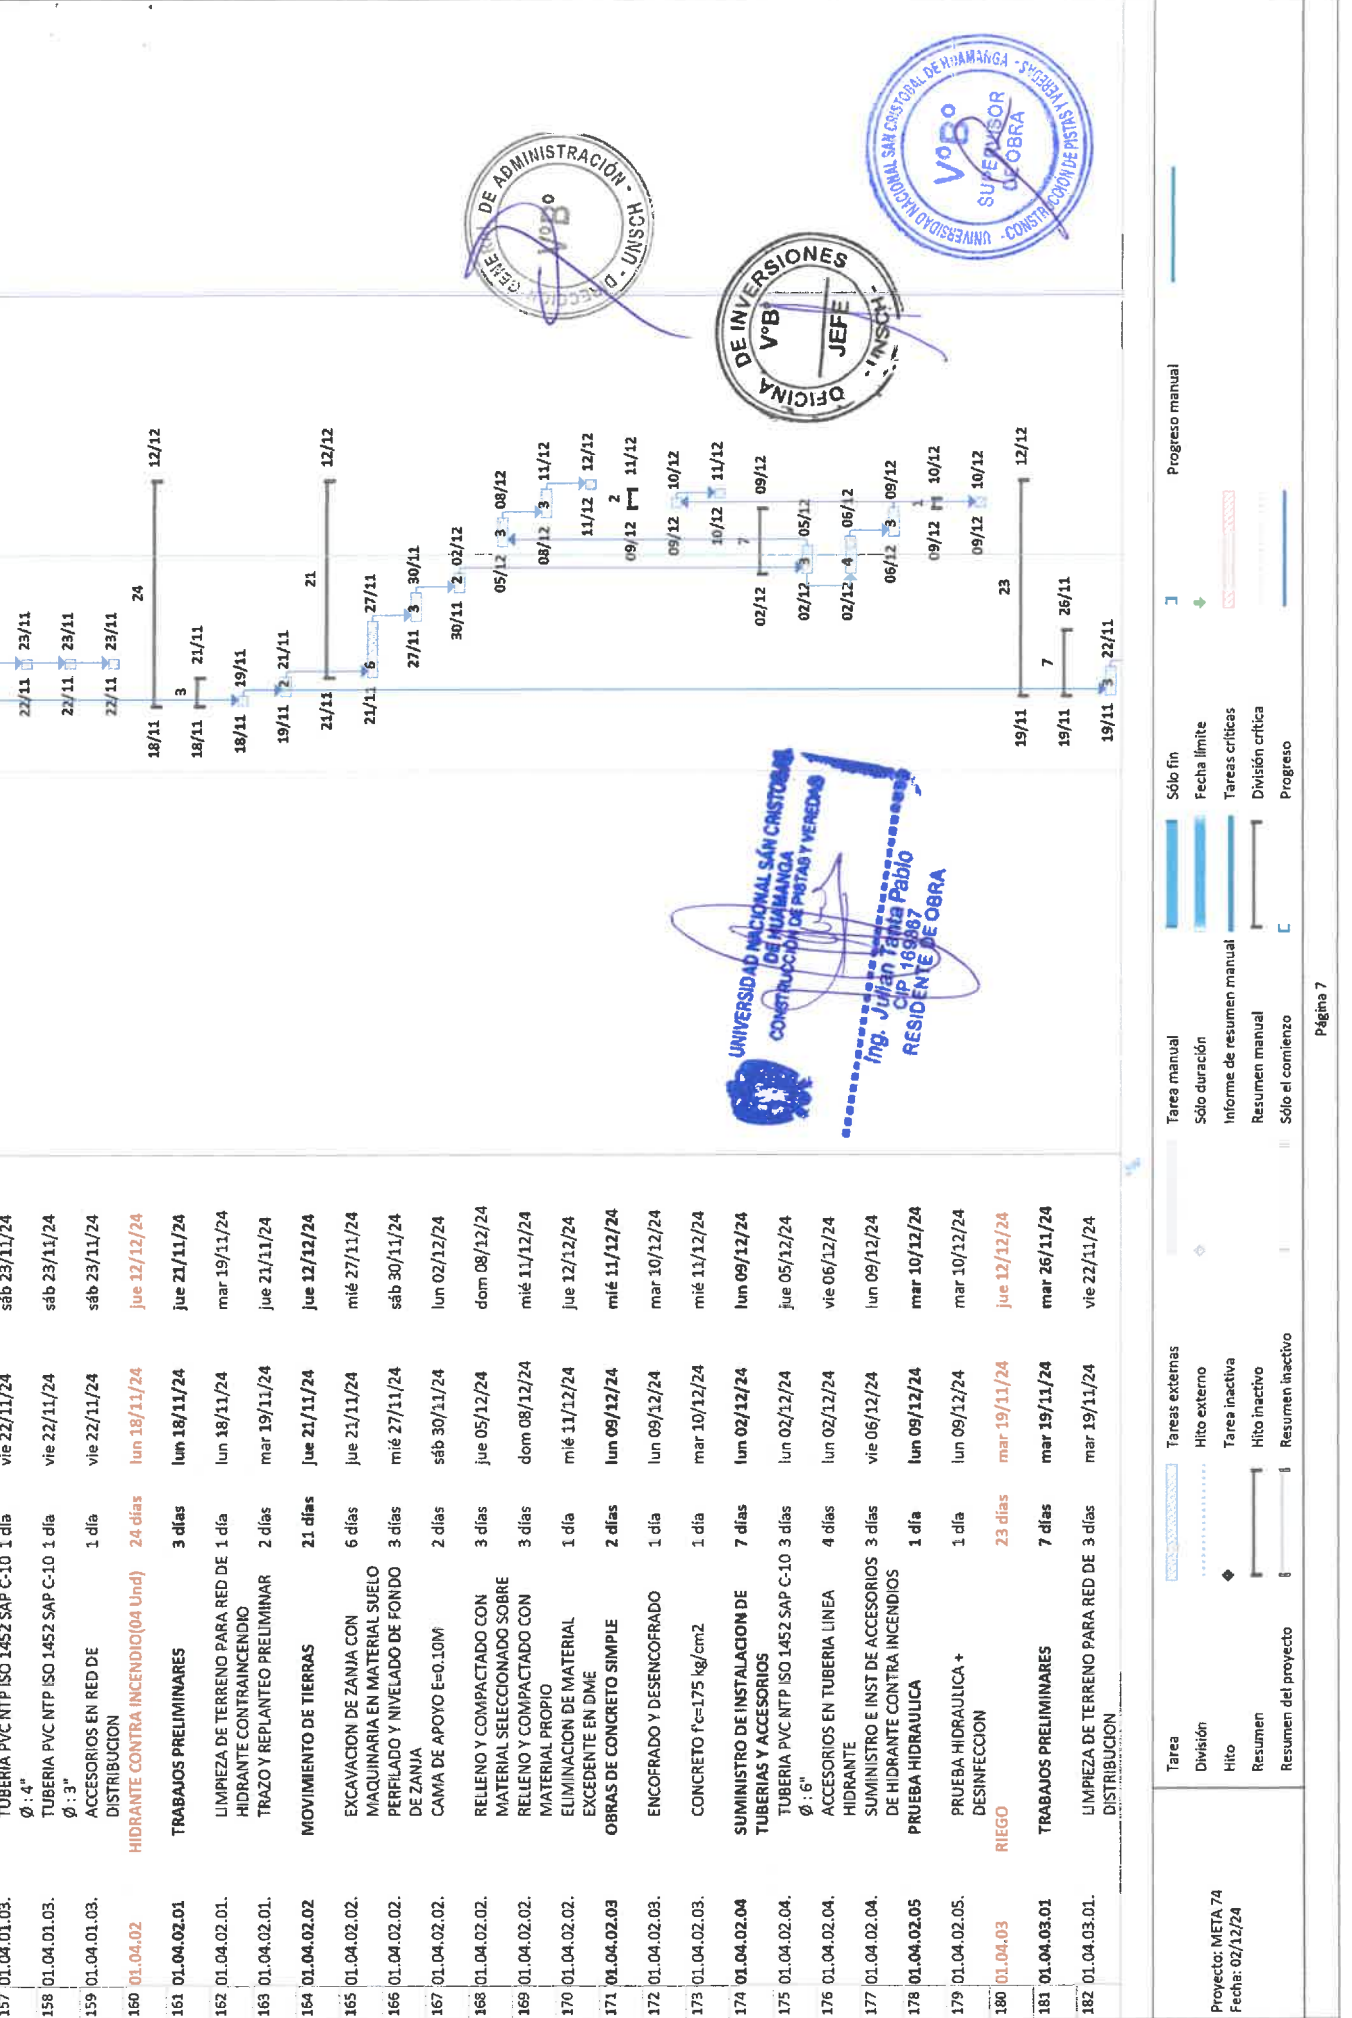 157 01.04.01.03. TUBERIA PVC NTP ISO 1452 SAP C-10 1 día vie 22/11/24 sáb 23/11/24
Ø : 4"
22/11 23/11
158 01.04.01.03. TUBERIA PVC NTP ISO 1452 SAP C-10 1 día vie 22/11/24 sáb 23/11/24
Ø : 3"
22/11 23/11
159 01.04.01.03. ACCESORIOS EN RED DE 1 día vie 22/11/24 sáb 23/11/24
DISTRIBUCION
22/11 23/11
160 01.04.02 HIDRANTE CONTRA INCENDIO(04 Und) 24 días lun 18/11/24 jue 12/12/24
18/11 24 12/12
161 01.04.02.01 TRABAJOS PRELIMINARES 3 días lun 18/11/24 jue 21/11/24
18/11 3 21/11
162 01.04.02.01. LIMPIEZA DE TERRENO PARA RED DE 1 día lun 18/11/24 mar 19/11/24
HIDRANTE CONTRAINCENDIO
18/11 19/11
163 01.04.02.01. TRAZO Y REPLANTEO PRELIMINAR 2 días mar 19/11/24 jue 21/11/24
19/11 2 21/11
164 01.04.02.02 MOVIMIENTO DE TIERRAS 21 días jue 21/11/24 jue 12/12/24
21/11 21 12/12
165 01.04.02.02. EXCAVACION DE ZANJA CON 6 días jue 21/11/24 mié 27/11/24
MAQUINARIA EN MATERIAL SUELO
21/11 6 27/11
166 01.04.02.02. PERFILADO Y NIVELADO DE FONDO 3 días mié 27/11/24 sáb 30/11/24
DE ZANJA
27/11 3 30/11
167 01.04.02.02. CAMA DE APOYO E=0.10M 2 días sáb 30/11/24 lun 02/12/24
30/11 2 02/12
168 01.04.02.02. RELLENO Y COMPACTADO CON 3 días jue 05/12/24 dom 08/12/24
MATERIAL SELECCIONADO SOBRE
05/12 3 08/12
169 01.04.02.02. RELLENO Y COMPACTADO CON 3 días dom 08/12/24 mié 11/12/24
MATERIAL PROPIO
08/12 3 11/12
170 01.04.02.02. ELIMINACION DE MATERIAL 1 día mié 11/12/24 jue 12/12/24
EXCEDENTE EN DME
11/12 12/12
171 01.04.02.03 OBRAS DE CONCRETO SIMPLE 2 días lun 09/12/24 mié 11/12/24
09/12 2 11/12
172 01.04.02.03. ENCOFRADO Y DESENCOFRADO 1 día lun 09/12/24 mar 10/12/24
09/12 10/12
173 01.04.02.03. CONCRETO f'c=175 kg/cm2 1 día mar 10/12/24 mié 11/12/24
10/12 11/12
174 01.04.02.04 SUMINISTRO DE INSTALACION DE 7 días lun 02/12/24 lun 09/12/24
TUBERIAS Y ACCESORIOS
02/12 7 09/12
175 01.04.02.04. TUBERIA PVC NTP ISO 1452 SAP C-10 3 días lun 02/12/24 jue 05/12/24
Ø : 6"
02/12 3 05/12
176 01.04.02.04. ACCESORIOS EN TUBERIA LINEA 4 días lun 02/12/24 vie 06/12/24
HIDRANTE
02/12 4 06/12
177 01.04.02.04. SUMINISTRO E INST DE ACCESORIOS 3 días vie 06/12/24 lun 09/12/24
DE HIDRANTE CONTRA INCENDIOS
06/12 3 09/12
178 01.04.02.05 PRUEBA HIDRAULICA 1 día lun 09/12/24 mar 10/12/24
09/12 1 10/12
179 01.04.02.05. PRUEBA HIDRAULICA + 1 día lun 09/12/24 mar 10/12/24
DESINFECCION
09/12 10/12
180 01.04.03 RIEGO 23 días mar 19/11/24 jue 12/12/24
19/11 23 12/12
181 01.04.03.01 TRABAJOS PRELIMINARES 7 días mar 19/11/24 mar 26/11/24
19/11 7 26/11
182 01.04.03.01. LIMPIEZA DE TERRENO PARA RED DE 3 días mar 19/11/24 vie 22/11/24
DISTRIBUCION
19/11 3 22/11
UNIVERSIDAD NACIONAL SAN CRISTOBAL
DE HUAMANGA
CONSTRUCCIÓN DE PISTAS Y VEREDAS
Ing. Julian Tanta Pablo
CIP 169867
RESIDENTE DE OBRA
DIRECCION GENERAL DE ADMINISTRACIÓN - UNSCH -
V°B°
OFICINA DE INVERSIONES - UNSCH -
V°B°
JEFE
UNIVERSIDAD NACIONAL SAN CRISTOBAL DE HUAMANGA - CONSTRUCCIÓN DE PISTAS Y VEREDAS -
V°B°
SUPERVISOR
DE OBRA
Proyecto: META 74
Fecha: 02/12/24
Tarea Tareas externas Tarea manual Sólo fin Progreso manual
División Hito externo Sólo duración Fecha límite
Hito Tarea inactiva Informe de resumen manual Tareas críticas
Resumen Hito inactivo Resumen manual División crítica
Resumen del proyecto Resumen inactivo Sólo el comienzo Progreso
Página 7